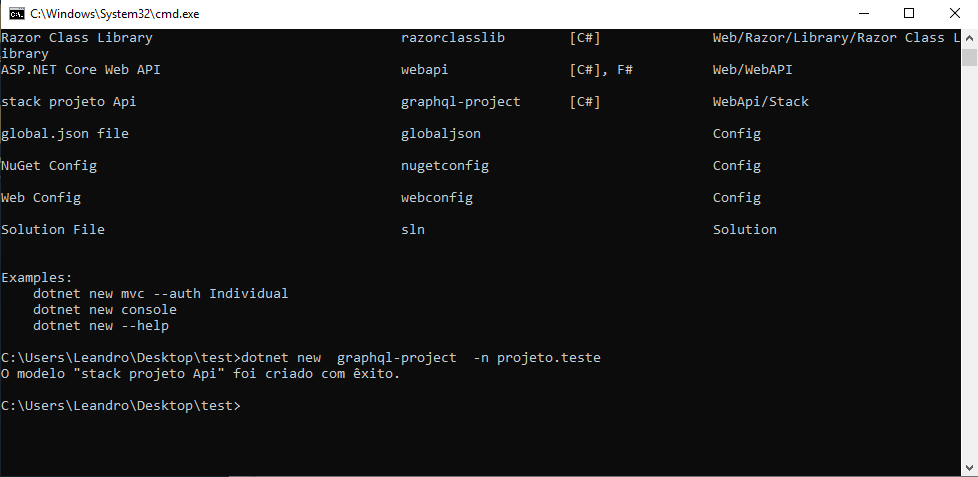 C:\Windows\System32\cmd.exe
Razor Class Library razorclasslib [C#] Web/Razor/Library/Razor Class L
ibrary
ASP.NET Core Web API webapi [C#], F# Web/WebAPI
stack projeto Api graphql-project [C#] WebApi/Stack
global.json file globaljson Config
NuGet Config nugetconfig Config
Web Config webconfig Config
Solution File sln Solution
Examples:
dotnet new mvc --auth Individual
dotnet new console
dotnet new --help
C:\Users\Leandro\Desktop\test>dotnet new  graphql-project  -n projeto.teste
O modelo "stack projeto Api" foi criado com êxito.
C:\Users\Leandro\Desktop\test>